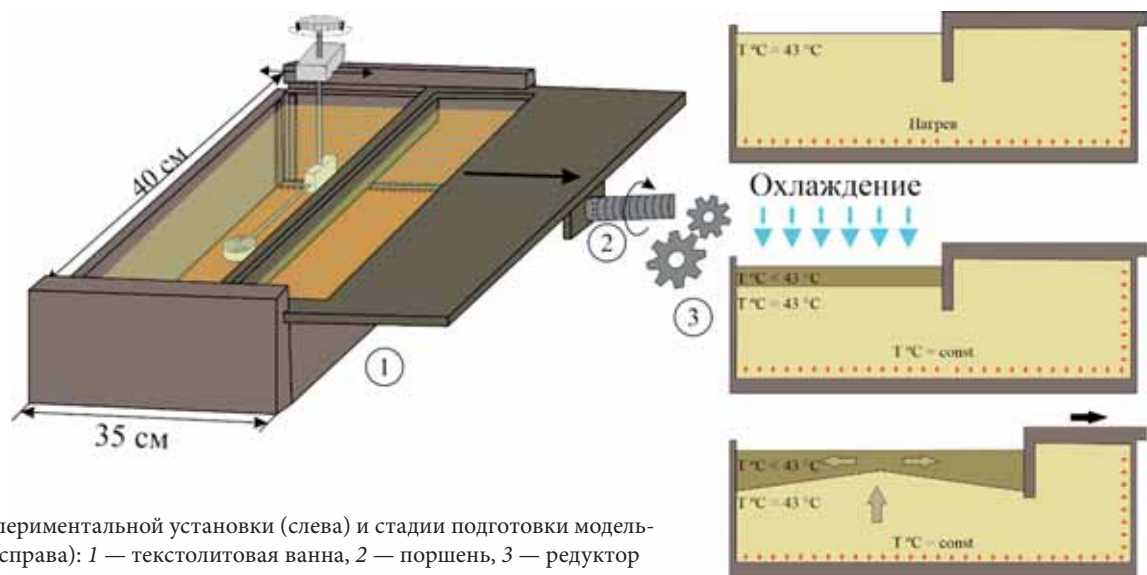 40 см
35 см
1
2
3
T °C = 43 °C
Нагрев
Охлаждение
T °C < 43 °C
T °C = 43 °C
T °C = const
T °C < 43 °C
T °C = 43 °C
T °C = const
периментальной установки (слева) и стадии подготовки модель-
справа): 1 — текстолитовая ванна, 2 — поршень, 3 — редуктор